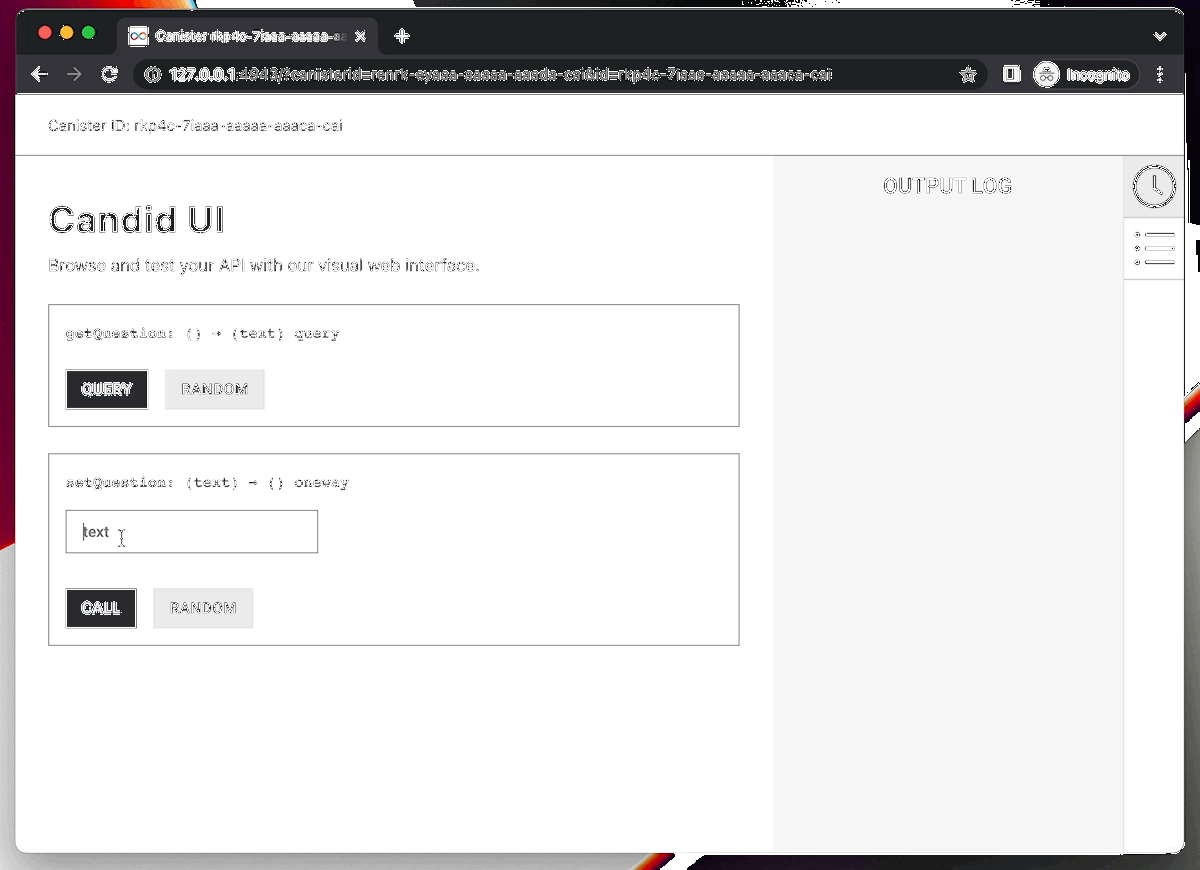 Canister rkp4c-7iaaa-aaaaa-aa
127.0.0.1:4943/?canisterId=renrk-eyaaa-aaaaa-aaada-cai&id=rkp4c-7iaaa-aaaaa-aaaca-cai
Incognito
Canister ID: rkp4c-7iaaa-aaaaa-aaaca-cai
OUTPUT LOG
Candid UI
Browse and test your API with our visual web interface.
getQuestion: () → (text) query
QUERY RANDOM
setQuestion: (text) → () oneway
text
CALL RANDOM